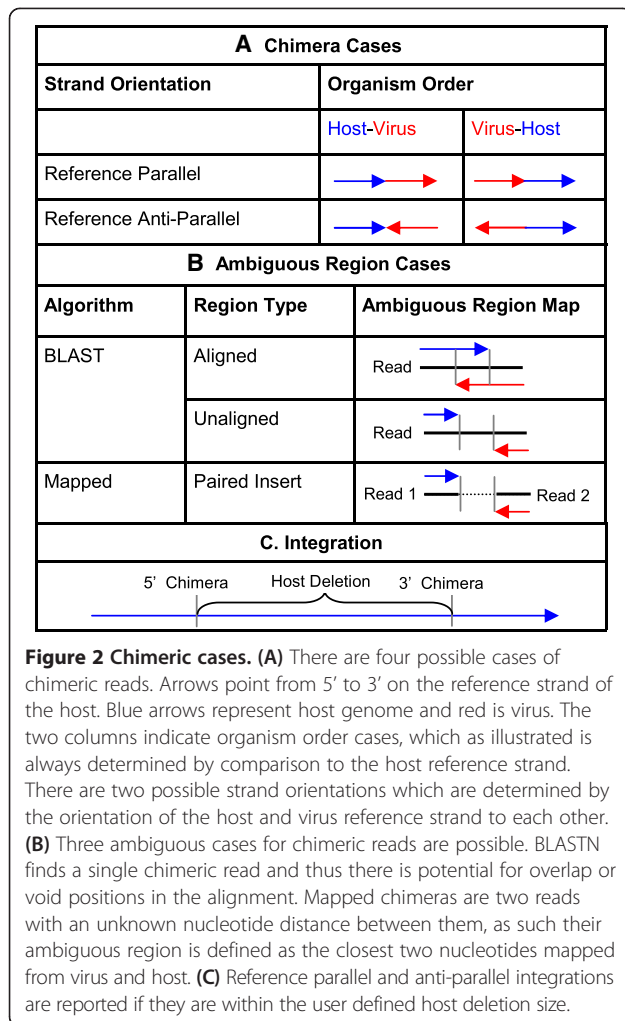 A Chimera Cases
Strand Orientation Organism Order
Host-Virus Virus-Host
Reference Parallel
Reference Anti-Parallel
B Ambiguous Region Cases
Algorithm Region Type Ambiguous Region Map
BLAST Aligned Read
Unaligned Read
Mapped Paired Insert Read 1 Read 2
C. Integration
5’ Chimera Host Deletion 3’ Chimera
Figure 2 Chimeric cases. (A) There are four possible cases of
chimeric reads. Arrows point from 5’ to 3’ on the reference strand of
the host. Blue arrows represent host genome and red is virus. The
two columns indicate organism order cases, which as illustrated is
always determined by comparison to the host reference strand.
There are two possible strand orientations which are determined by
the orientation of the host and virus reference strand to each other.
(B) Three ambiguous cases for chimeric reads are possible. BLASTN
finds a single chimeric read and thus there is potential for overlap or
void positions in the alignment. Mapped chimeras are two reads
with an unknown nucleotide distance between them, as such their
ambiguous region is defined as the closest two nucleotides mapped
from virus and host. (C) Reference parallel and anti-parallel integrations
are reported if they are within the user defined host deletion size.